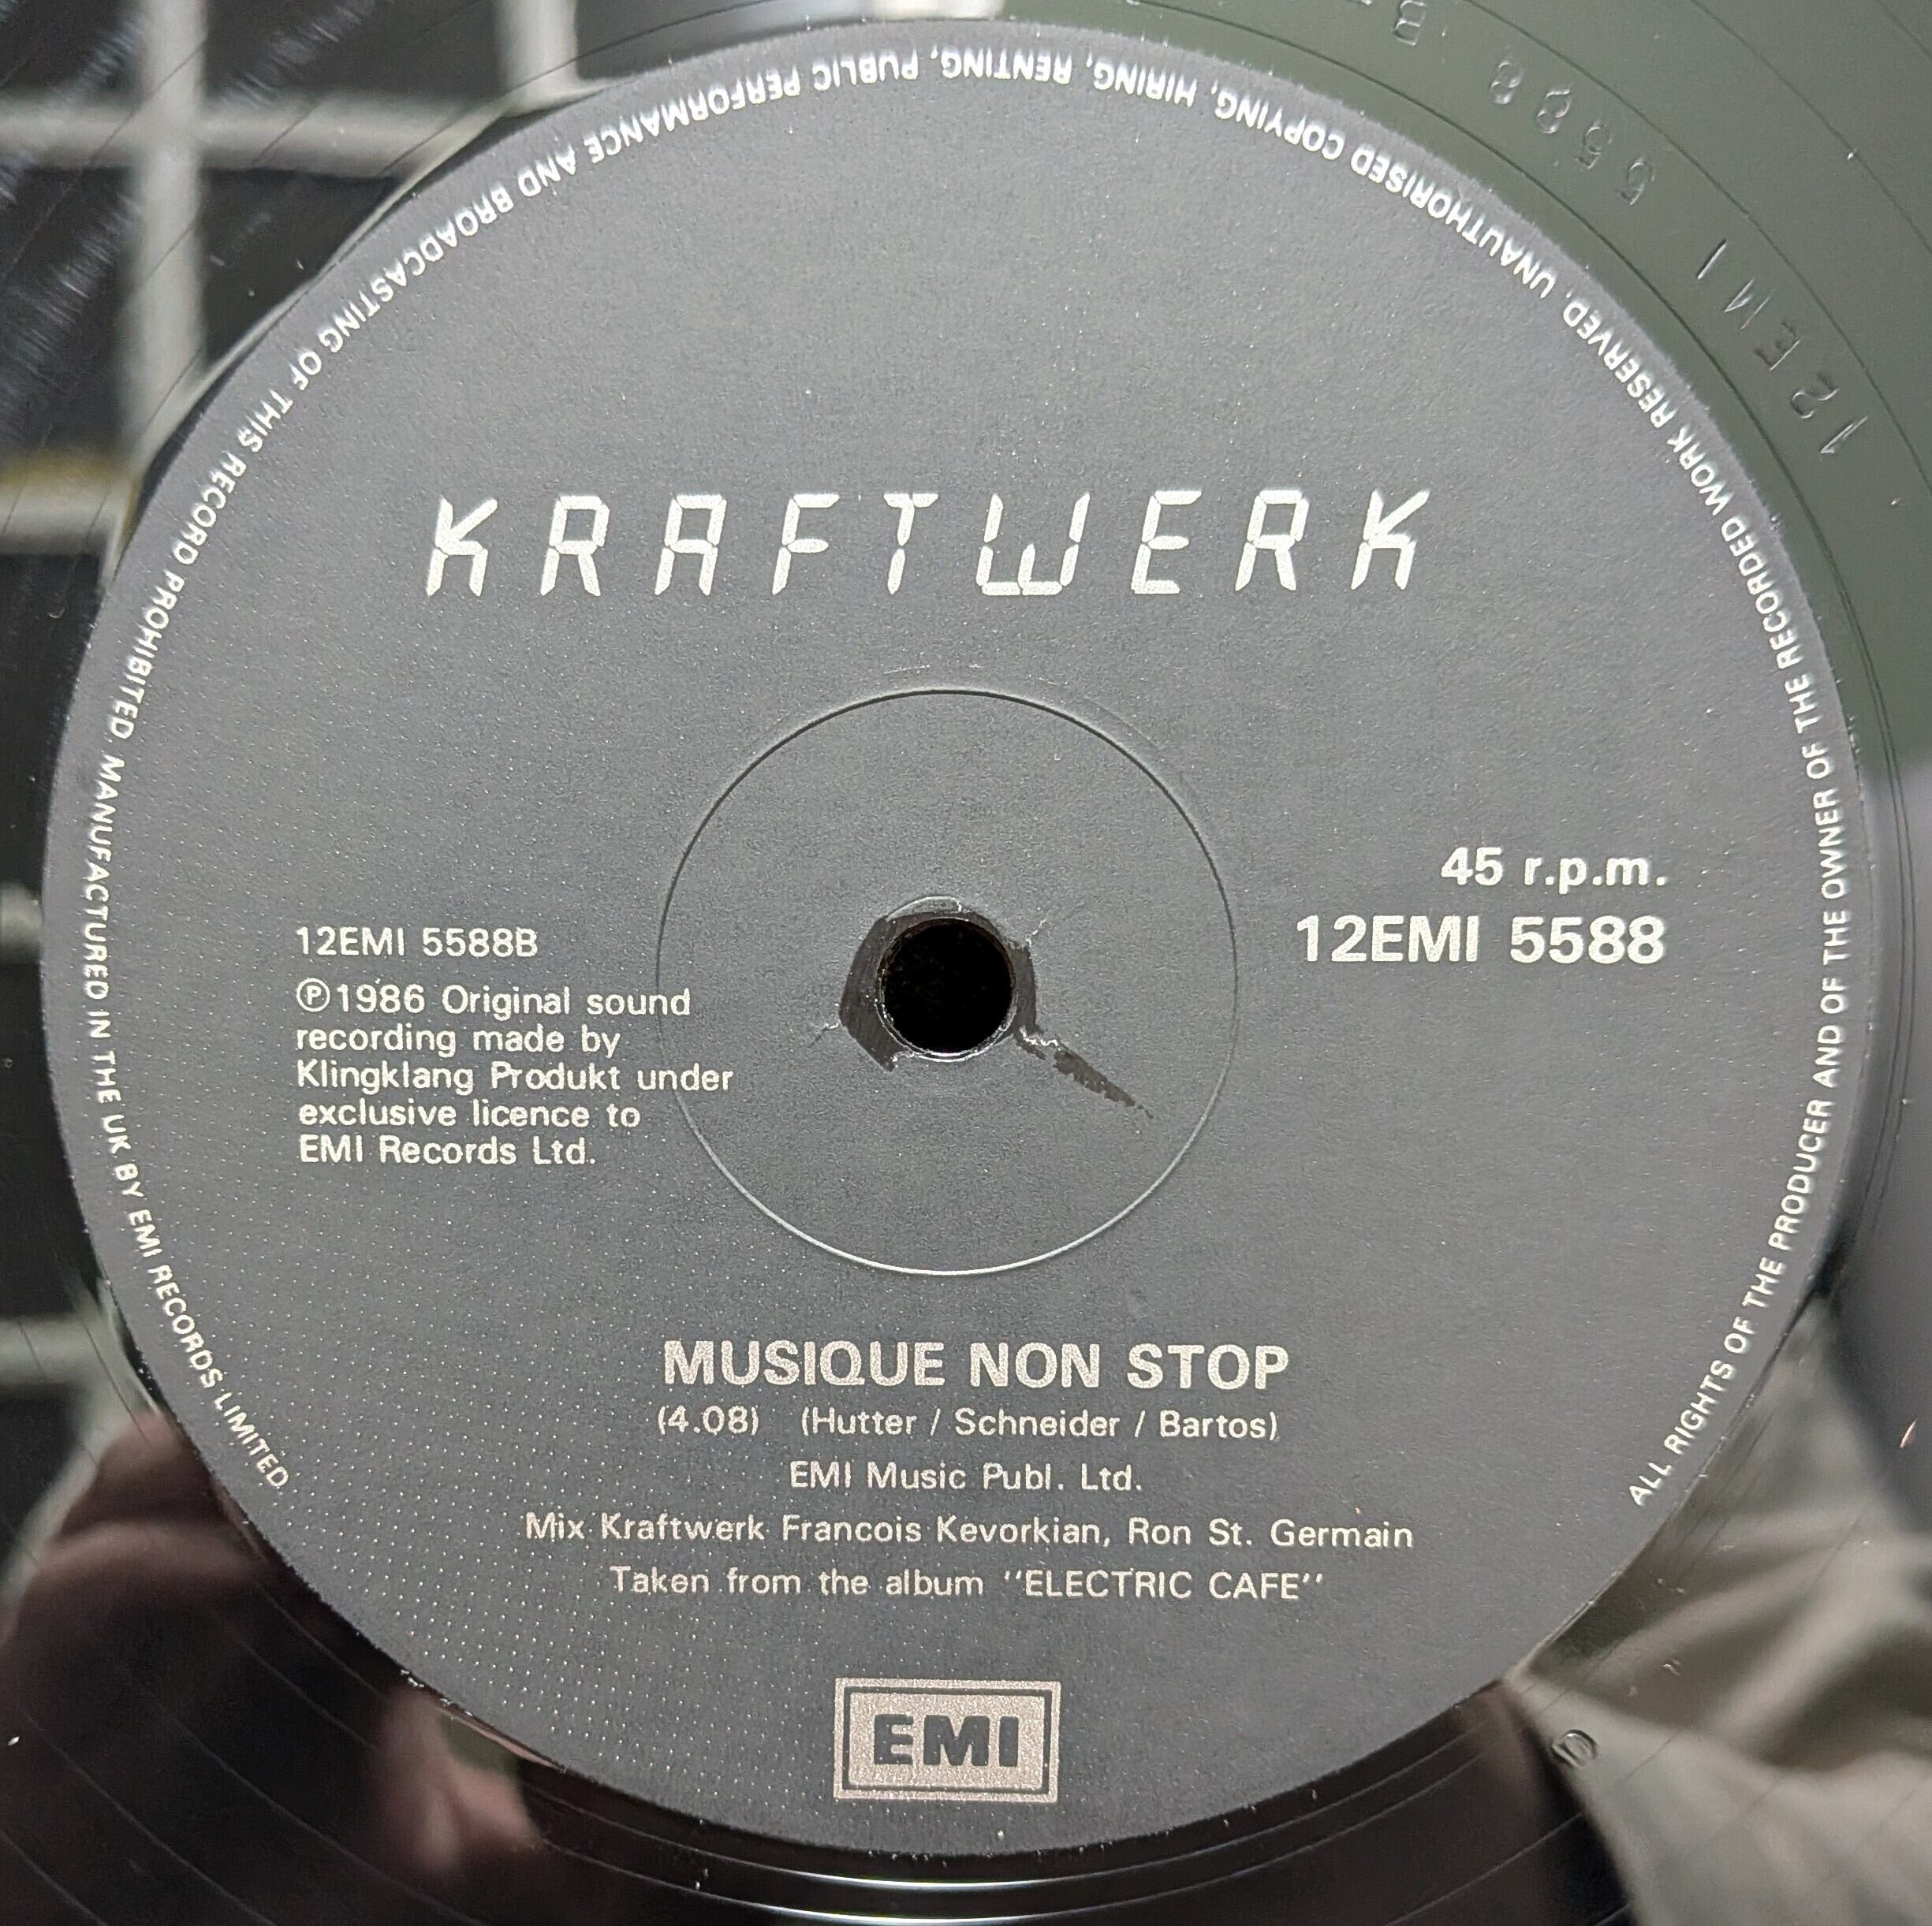 ALL RIGHTS OF THE PRODUCER AND OF THE OWNER OF THE RECORDED WORK RESERVED. UNAUTHORISED COPYING, HIRING, RENTING, PUBLIC PERFORMANCE AND BROADCASTING OF THIS RECORD PROHIBITED. MANUFACTURED IN THE UK BY EMI RECORDS LIMITED.
12EMI 5588 B
KRAFTWERK
45 r.p.m.
12EMI 5588
12EMI 5588B
Ⓟ1986 Original sound
recording made by
Klingklang Produkt under
exclusive licence to
EMI Records Ltd.
MUSIQUE NON STOP
(4.08) (Hutter / Schneider / Bartos)
EMI Music Publ. Ltd.
Mix Kraftwerk Francois Kevorkian, Ron St. Germain
Taken from the album ''ELECTRIC CAFE''
EMI